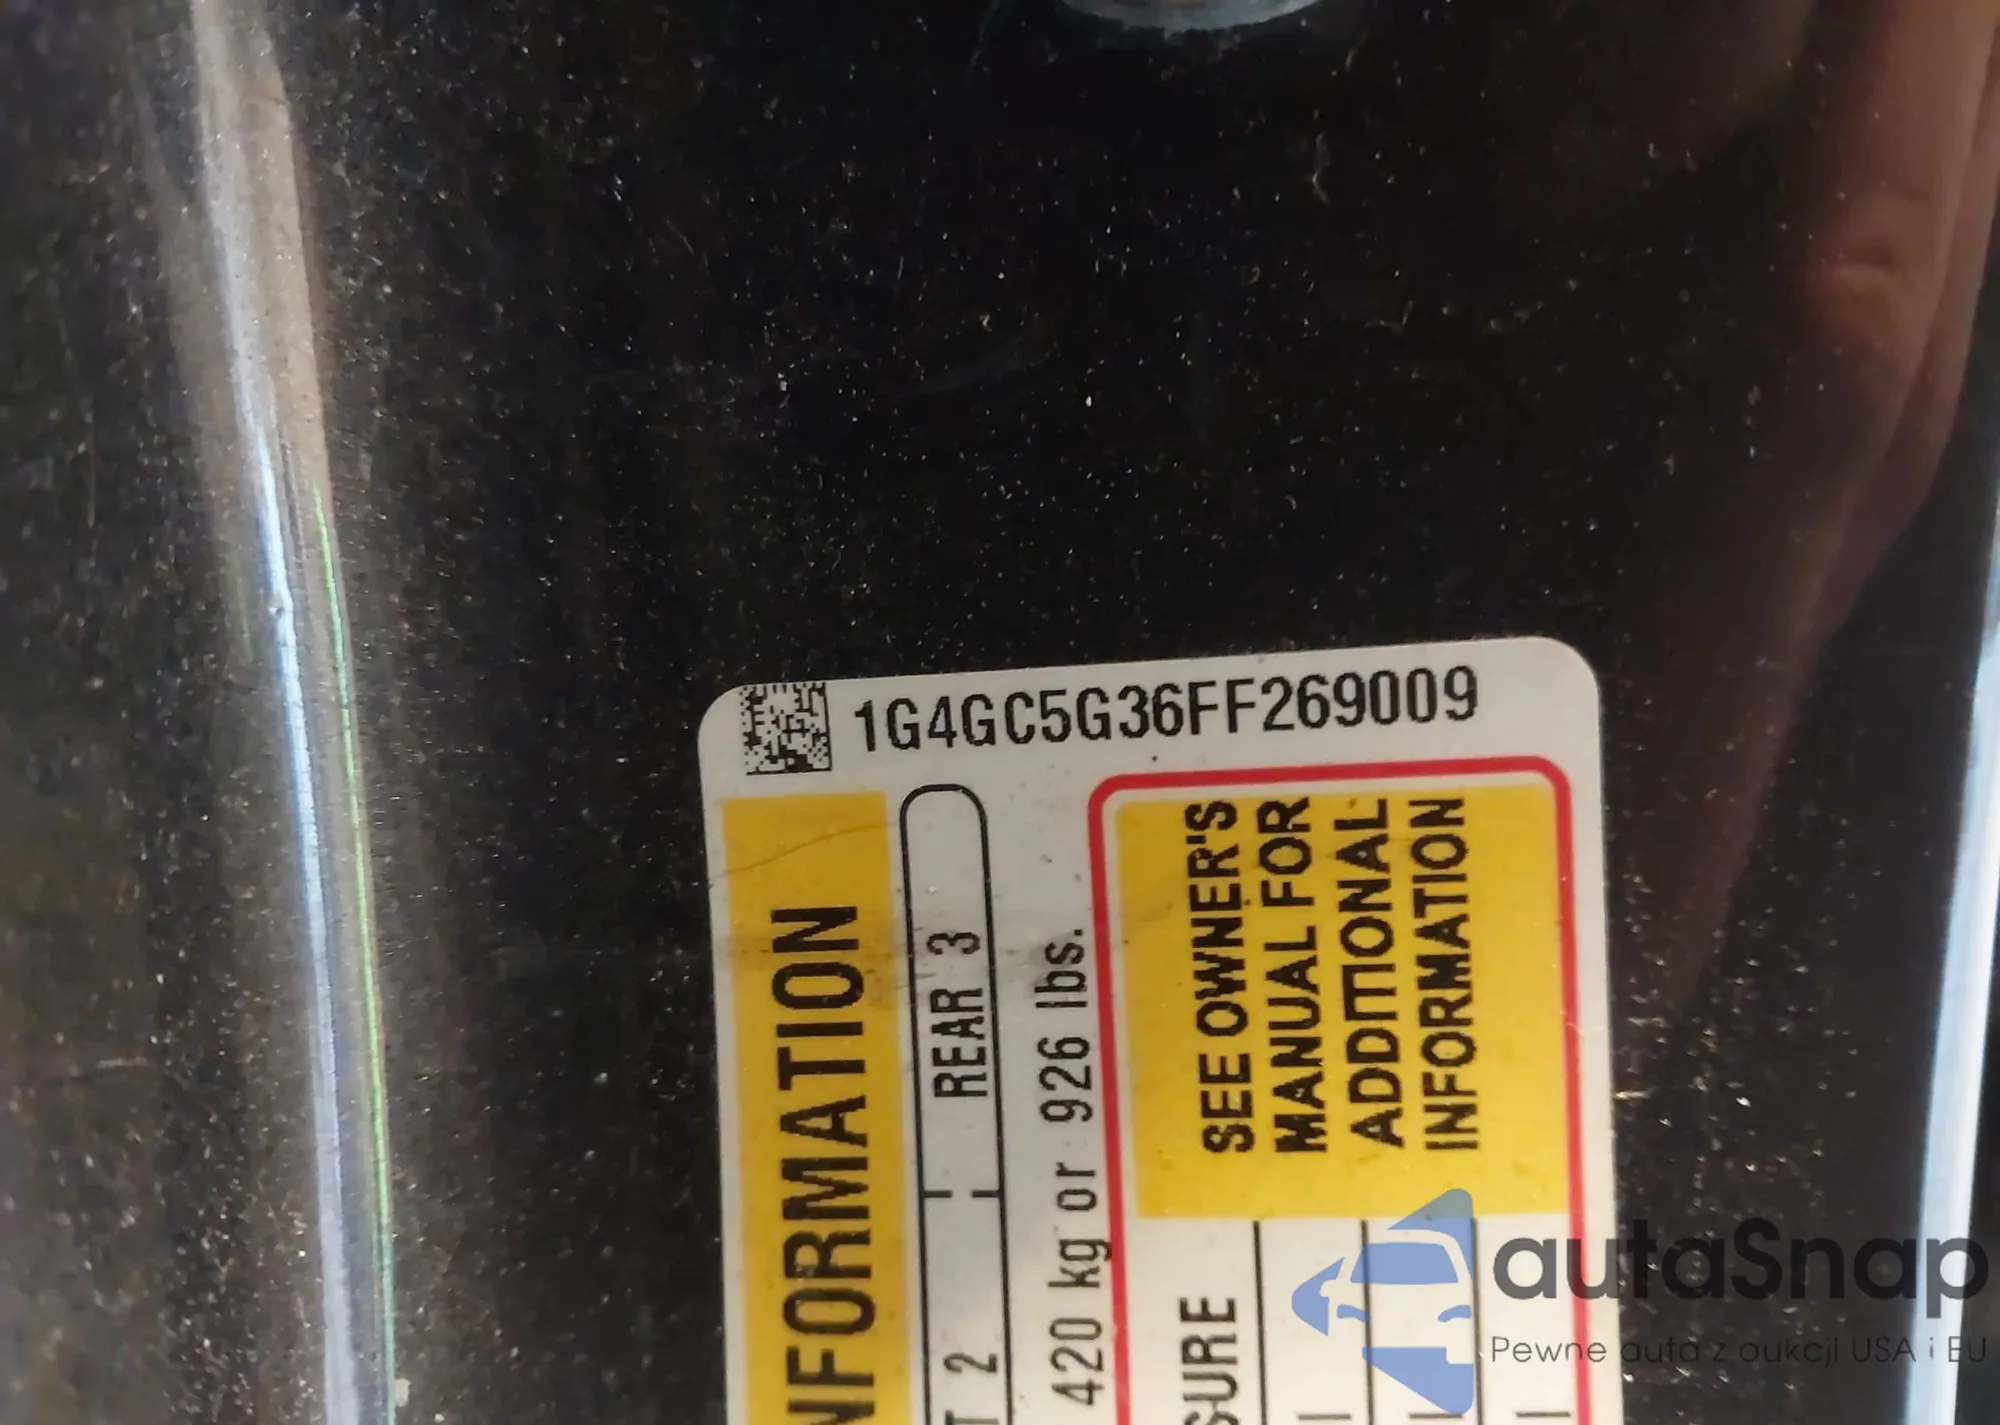 1G4GC5G36FF269009
NFORMATION
T 2 REAR 3
420 kg or 926 lbs.
SURE
SEE OWNER'S
MANUAL FOR
ADDITIONAL
INFORMATION
autaSnap
Pewne auta z aukcji USA i EU